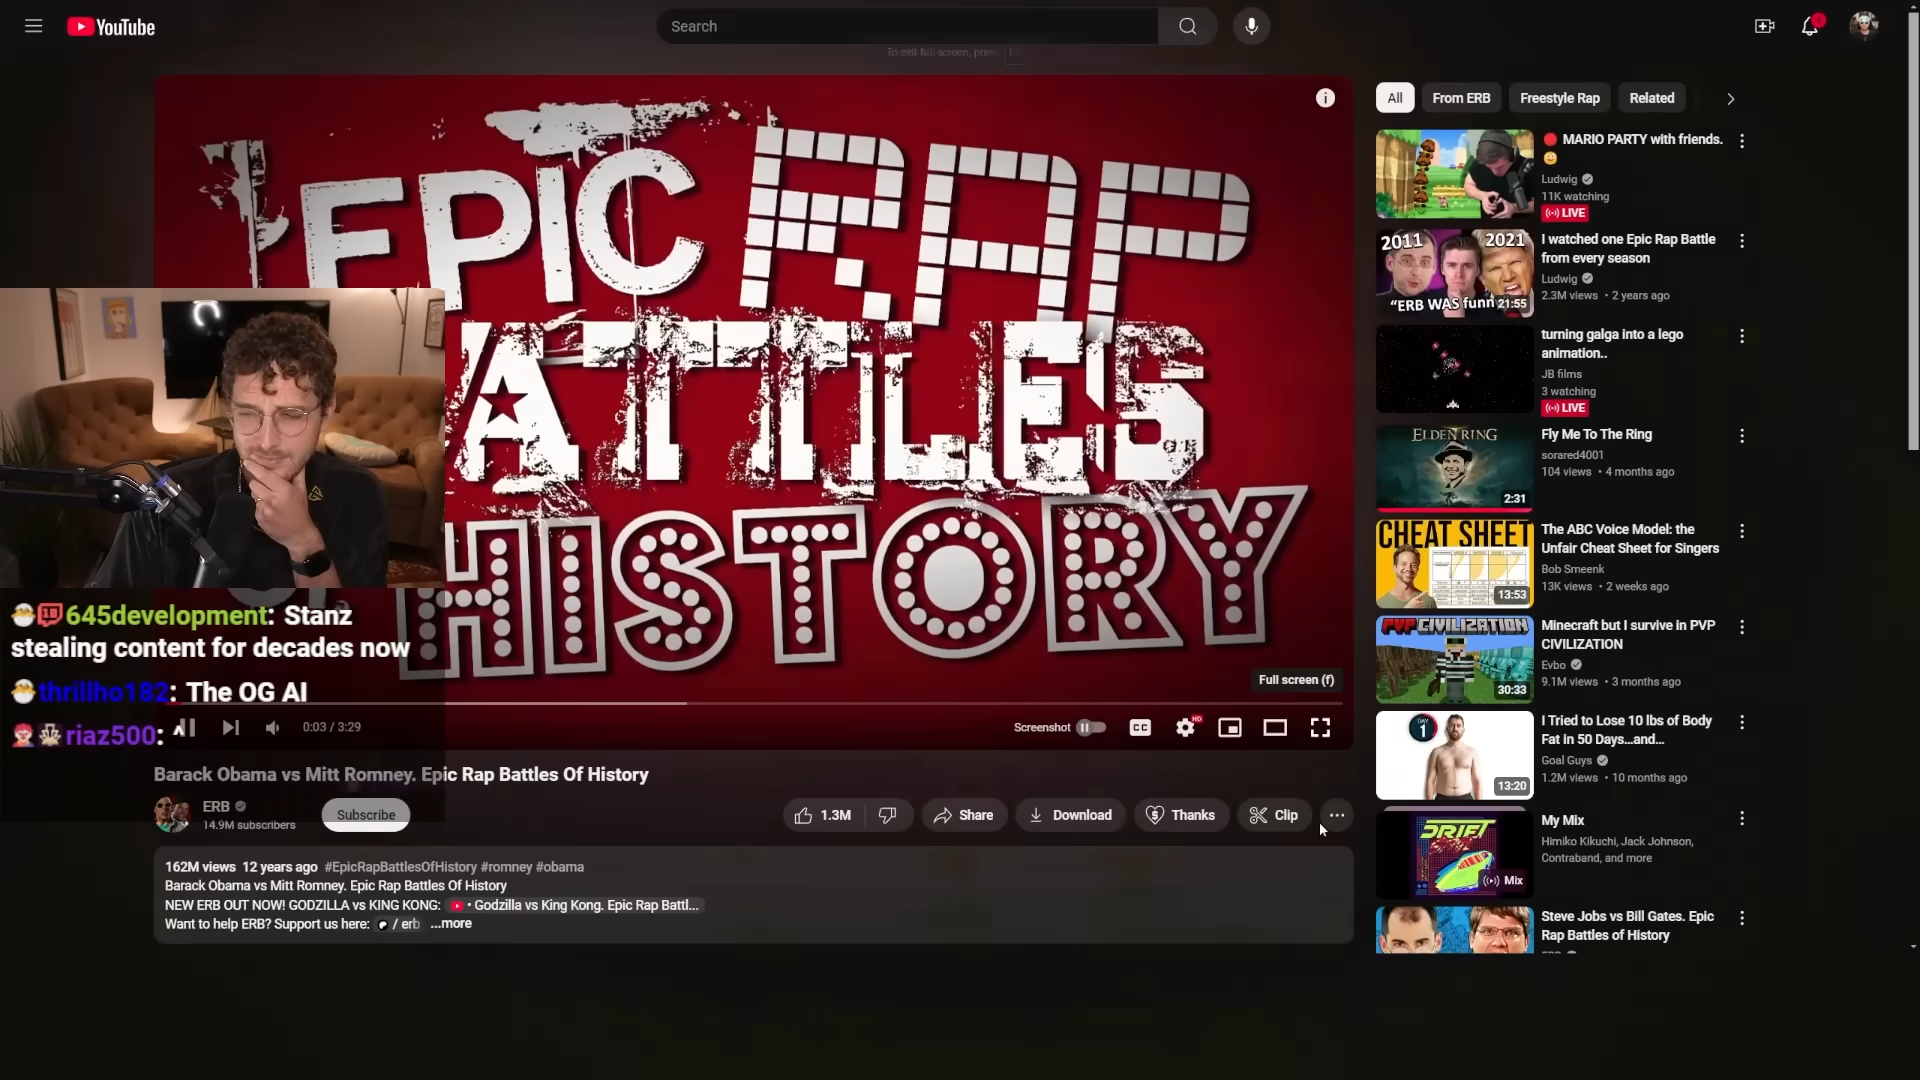 YouTube
Search
To exit full screen, press
EPIC RAP
BATTLES
HISTORY
Full screen (f)
0:03 / 3:29
Screenshot
CC
HD
645development: Stanz
stealing content for decades now
thrillho182: The OG AI
riaz500:
Barack Obama vs Mitt Romney. Epic Rap Battles Of History
ERB
14.9M subscribers
Subscribe
1.3M
Share
Download
Thanks
Clip
162M views 12 years ago #EpicRapBattlesOfHistory #romney #obama
Barack Obama vs Mitt Romney. Epic Rap Battles Of History
NEW ERB OUT NOW! GODZILLA vs KING KONG: • Godzilla vs King Kong. Epic Rap Battl...
Want to help ERB? Support us here: / erb ...more
All
From ERB
Freestyle Rap
Related
MARIO PARTY with friends.
Ludwig
11K watching
LIVE
2011 2021
"ERB WAS funn
21:55
I watched one Epic Rap Battle
from every season
Ludwig
2.3M views • 2 years ago
turning galga into a lego
animation..
JB films
3 watching
LIVE
ELDEN RING
2:31
Fly Me To The Ring
sorared4001
104 views • 4 months ago
CHEAT SHEET
13:53
The ABC Voice Model: the
Unfair Cheat Sheet for Singers
Bob Smeenk
13K views • 2 weeks ago
PVP CIVILIZATION
30:33
Minecraft but I survive in PVP
CIVILIZATION
Evbo
9.1M views • 3 months ago
DAY
1
13:20
I Tried to Lose 10 lbs of Body
Fat in 50 Days...and...
Goal Guys
1.2M views • 10 months ago
DRIFT
Mix
My Mix
Himiko Kikuchi, Jack Johnson,
Contraband, and more
Steve Jobs vs Bill Gates. Epic
Rap Battles of History